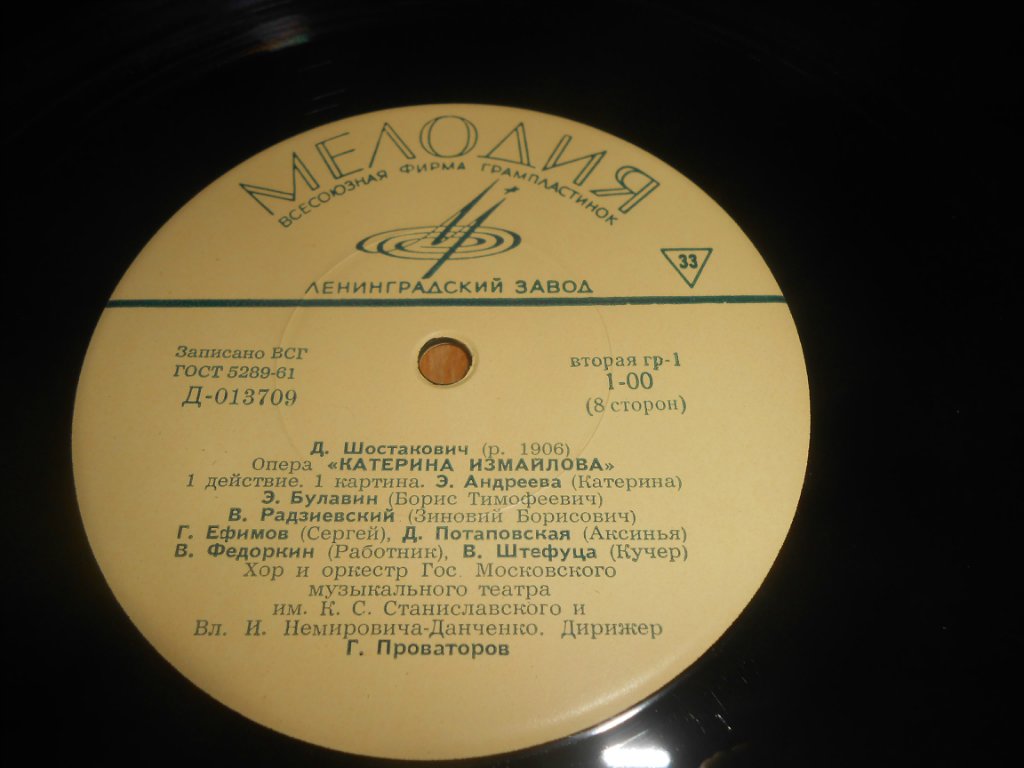 МЕЛОДИЯ
ВСЕСОЮЗНАЯ ФИРМА ГРАМПЛАСТИНОК
ЛЕНИНГРАДСКИЙ ЗАВОД
33
Записано ВСГ
ГОСТ 5289-61
Д-013709
вторая гр-1
1-00
(8 сторон)
Д. Шостакович (р. 1906)
Опера «КАТЕРИНА ИЗМАЙЛОВА»
1 действие. 1 картина. Э. Андреева (Катерина)
Э. Булавин (Борис Тимофеевич)
В. Радзиевский (Зиновий Борисович)
Г. Ефимов (Сергей), Д. Потаповская (Аксинья)
В. Федоркин (Работник), В. Штефуца (Кучер)
Хор и оркестр Гос. Московского
музыкального театра
им. К. С. Станиславского и
Вл. И. Немировича-Данченко. Дирижер
Г. Проваторов